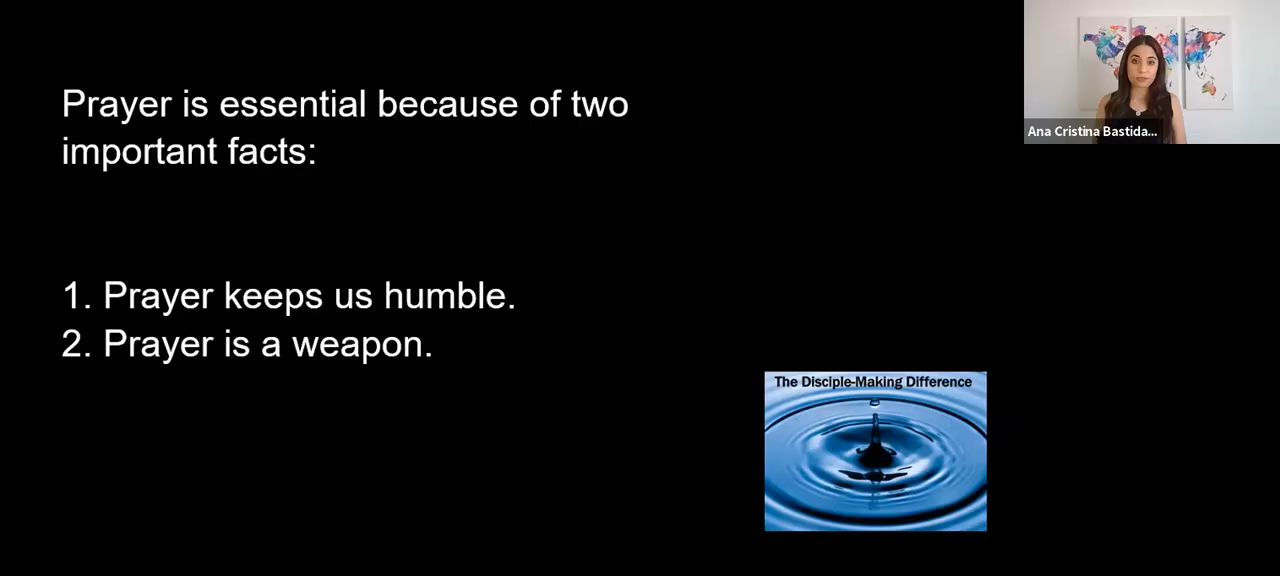 Prayer is essential because of two
important facts:
1. Prayer keeps us humble.
2. Prayer is a weapon.
The Disciple-Making Difference
Ana Cristina Bastida...